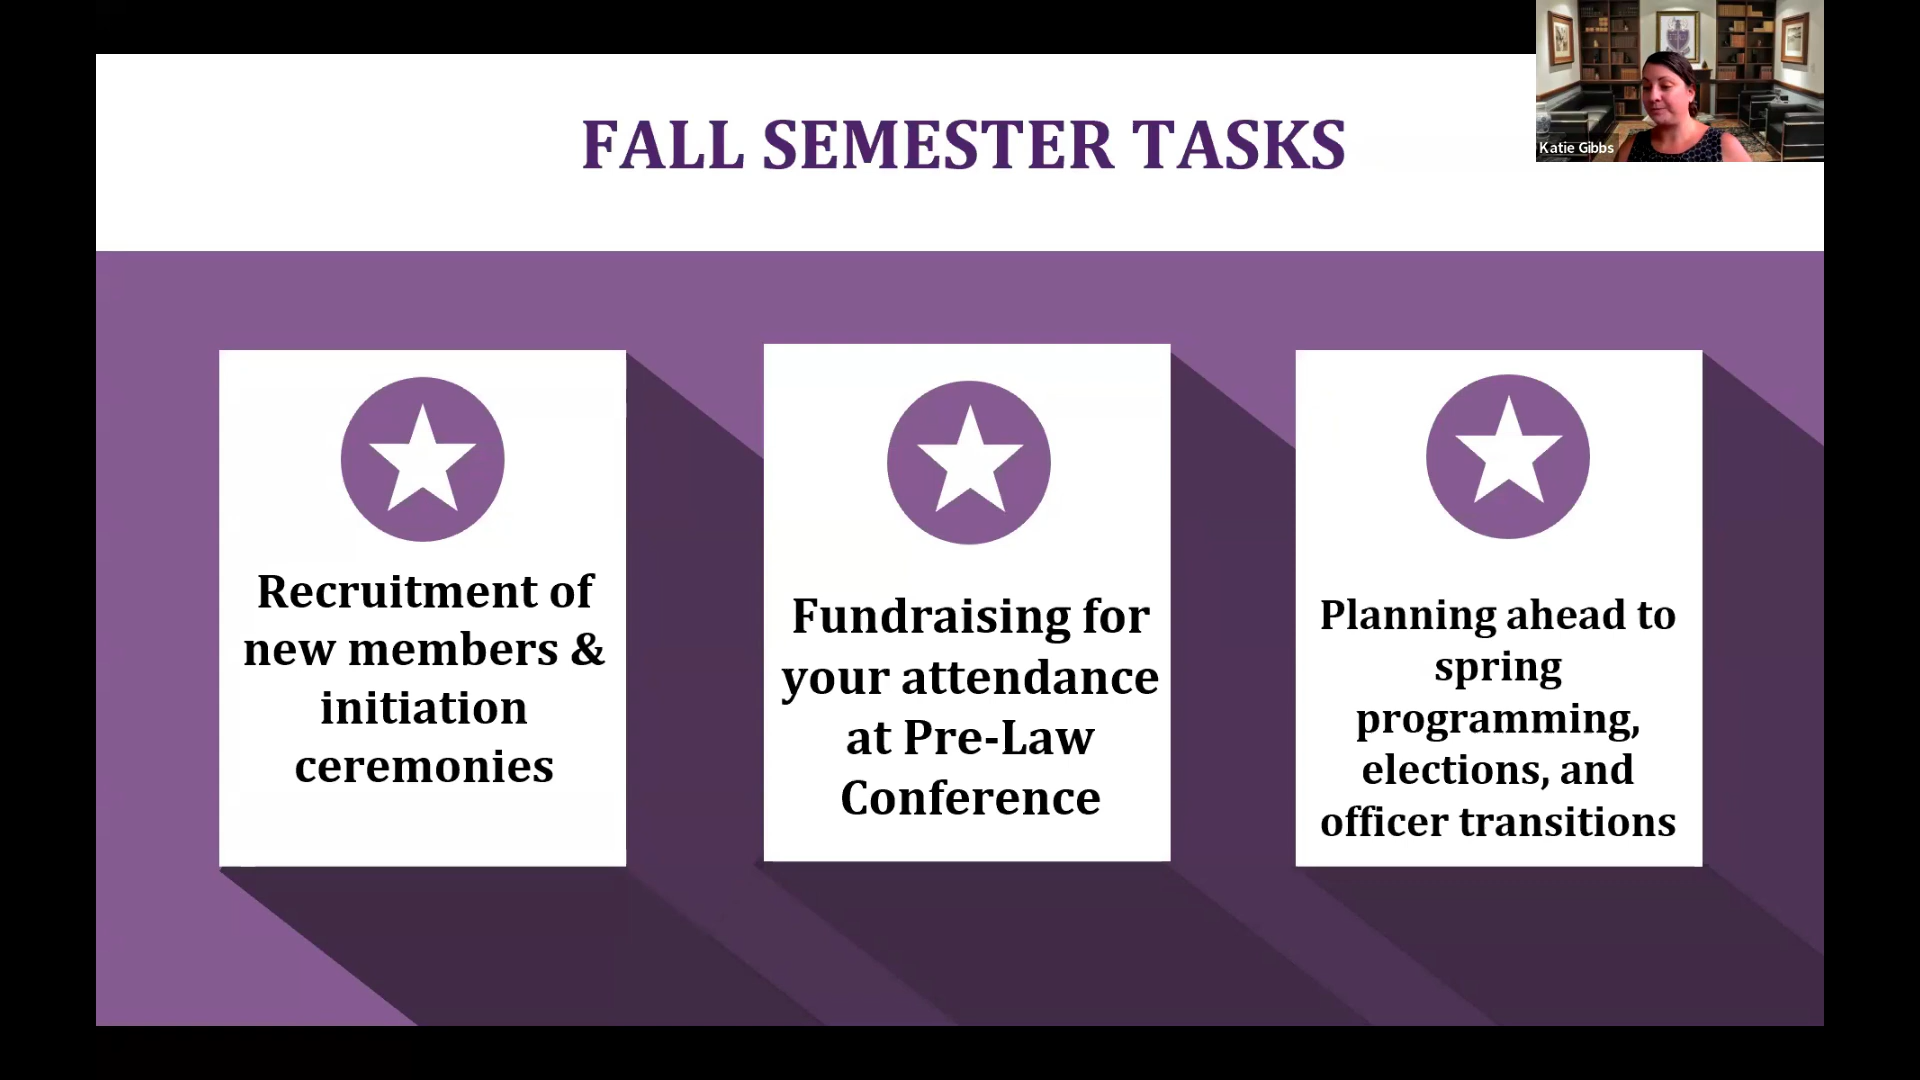 FALL SEMESTER TASKS
Katie Gibbs
Recruitment of
new members &
initiation
ceremonies
Fundraising for
your attendance
at Pre-Law
Conference
Planning ahead to
spring
programming,
elections, and
officer transitions